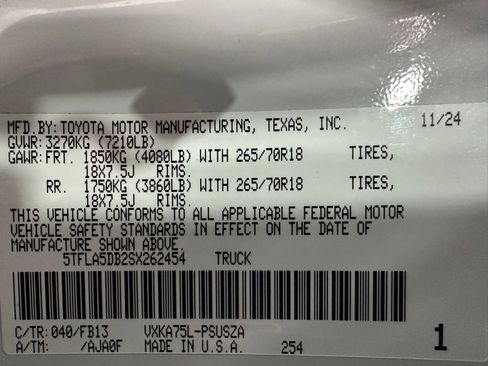 MFD.BY: TOYOTA MOTOR MANUFACTURING, TEXAS, INC. 11/24
GVWR: 3270KG (7210LB)
GAWR: FRT. 1850KG (4080LB) WITH 265/70R18 TIRES,
18X7.5J RIMS.
RR. 1750KG (3860LB) WITH 265/70R18 TIRES,
18X7.5J RIMS.
THIS VEHICLE CONFORMS TO ALL APPLICABLE FEDERAL MOTOR
VEHICLE SAFETY STANDARDS IN EFFECT ON THE DATE OF
MANUFACTURE SHOWN ABOVE.
5TFLA5DB2SX262454 TRUCK
C/TR: 040/FB13 VXKA75L-PSUSZA 1
A/TM: /AJA0F MADE IN U.S.A. 254